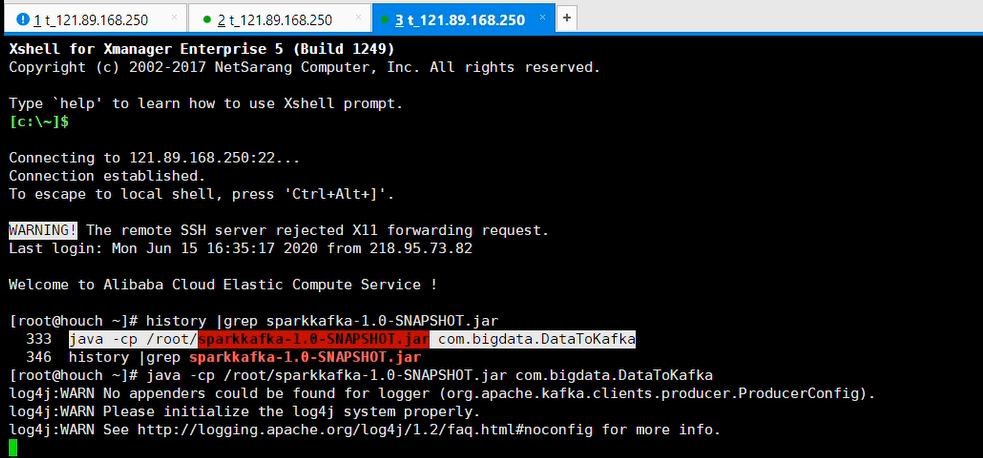 1 t_121.89.168.250 × 2 t_121.89.168.250 × 3 t_121.89.168.250 × +
Xshell for Xmanager Enterprise 5 (Build 1249)
Copyright (c) 2002-2017 NetSarang Computer, Inc. All rights reserved.
Type `help' to learn how to use Xshell prompt.
[c:\~]$
Connecting to 121.89.168.250:22...
Connection established.
To escape to local shell, press 'Ctrl+Alt+]'.
WARNING! The remote SSH server rejected X11 forwarding request.
Last login: Mon Jun 15 16:35:17 2020 from 218.95.73.82
Welcome to Alibaba Cloud Elastic Compute Service !
[root@houch ~]# history |grep sparkkafka-1.0-SNAPSHOT.jar
333  java -cp /root/sparkkafka-1.0-SNAPSHOT.jar com.bigdata.DataToKafka
346  history |grep sparkkafka-1.0-SNAPSHOT.jar
[root@houch ~]# java -cp /root/sparkkafka-1.0-SNAPSHOT.jar com.bigdata.DataToKafka
log4j:WARN No appenders could be found for logger (org.apache.kafka.clients.producer.ProducerConfig).
log4j:WARN Please initialize the log4j system properly.
log4j:WARN See http://logging.apache.org/log4j/1.2/faq.html#noconfig for more info.